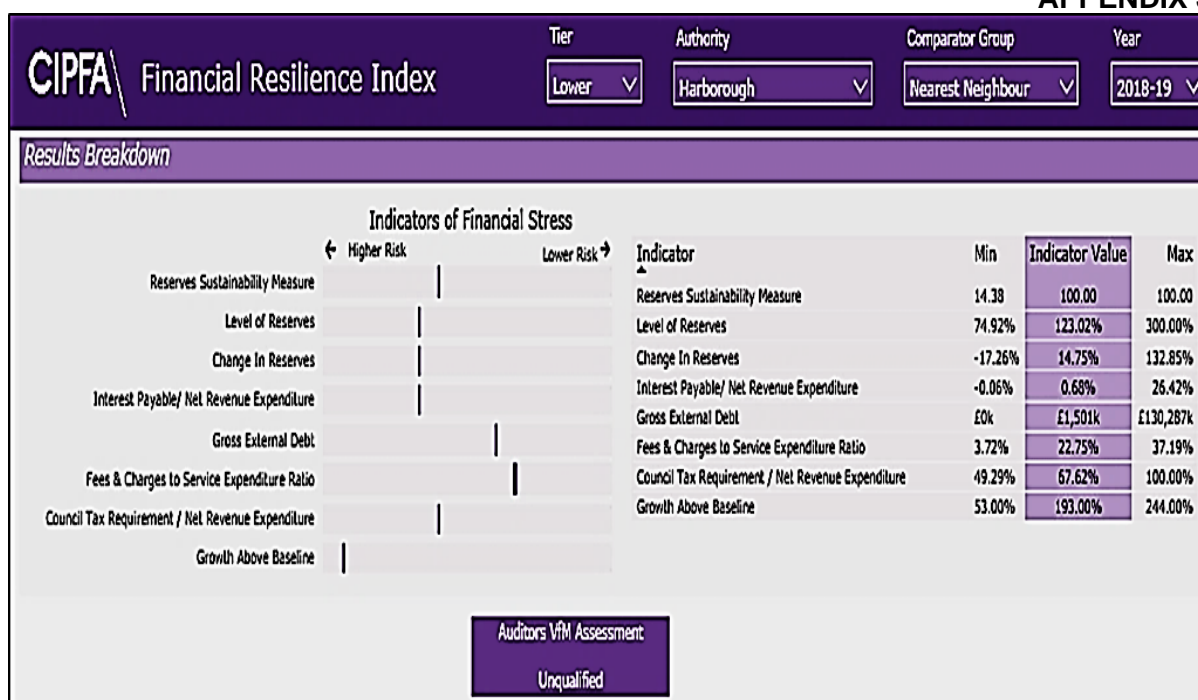 CIPFA\ Financial Resilience Index
Tier Authority Comparator Group Year
Lower Harborough Nearest Neighbour 2018-19
Results Breakdown
Indicators of Financial Stress
← Higher Risk Lower Risk →
Reserves Sustainability Measure
Level of Reserves
Change In Reserves
Interest Payable/ Net Revenue Expenditure
Gross External Debt
Fees & Charges to Service Expenditure Ratio
Council Tax Requirement / Net Revenue Expenditure
Growth Above Baseline
Indicator Min Indicator Value Max
Reserves Sustainability Measure 14.38 100.00 100.00
Level of Reserves 74.92% 123.02% 300.00%
Change In Reserves -17.26% 14.75% 132.85%
Interest Payable/ Net Revenue Expenditure -0.06% 0.68% 26.42%
Gross External Debt £0k £1,501k £130,287k
Fees & Charges to Service Expenditure Ratio 3.72% 22.75% 37.19%
Council Tax Requirement / Net Revenue Expenditure 49.29% 67.62% 100.00%
Growth Above Baseline 53.00% 193.00% 244.00%
Auditors VfM Assessment
Unqualified